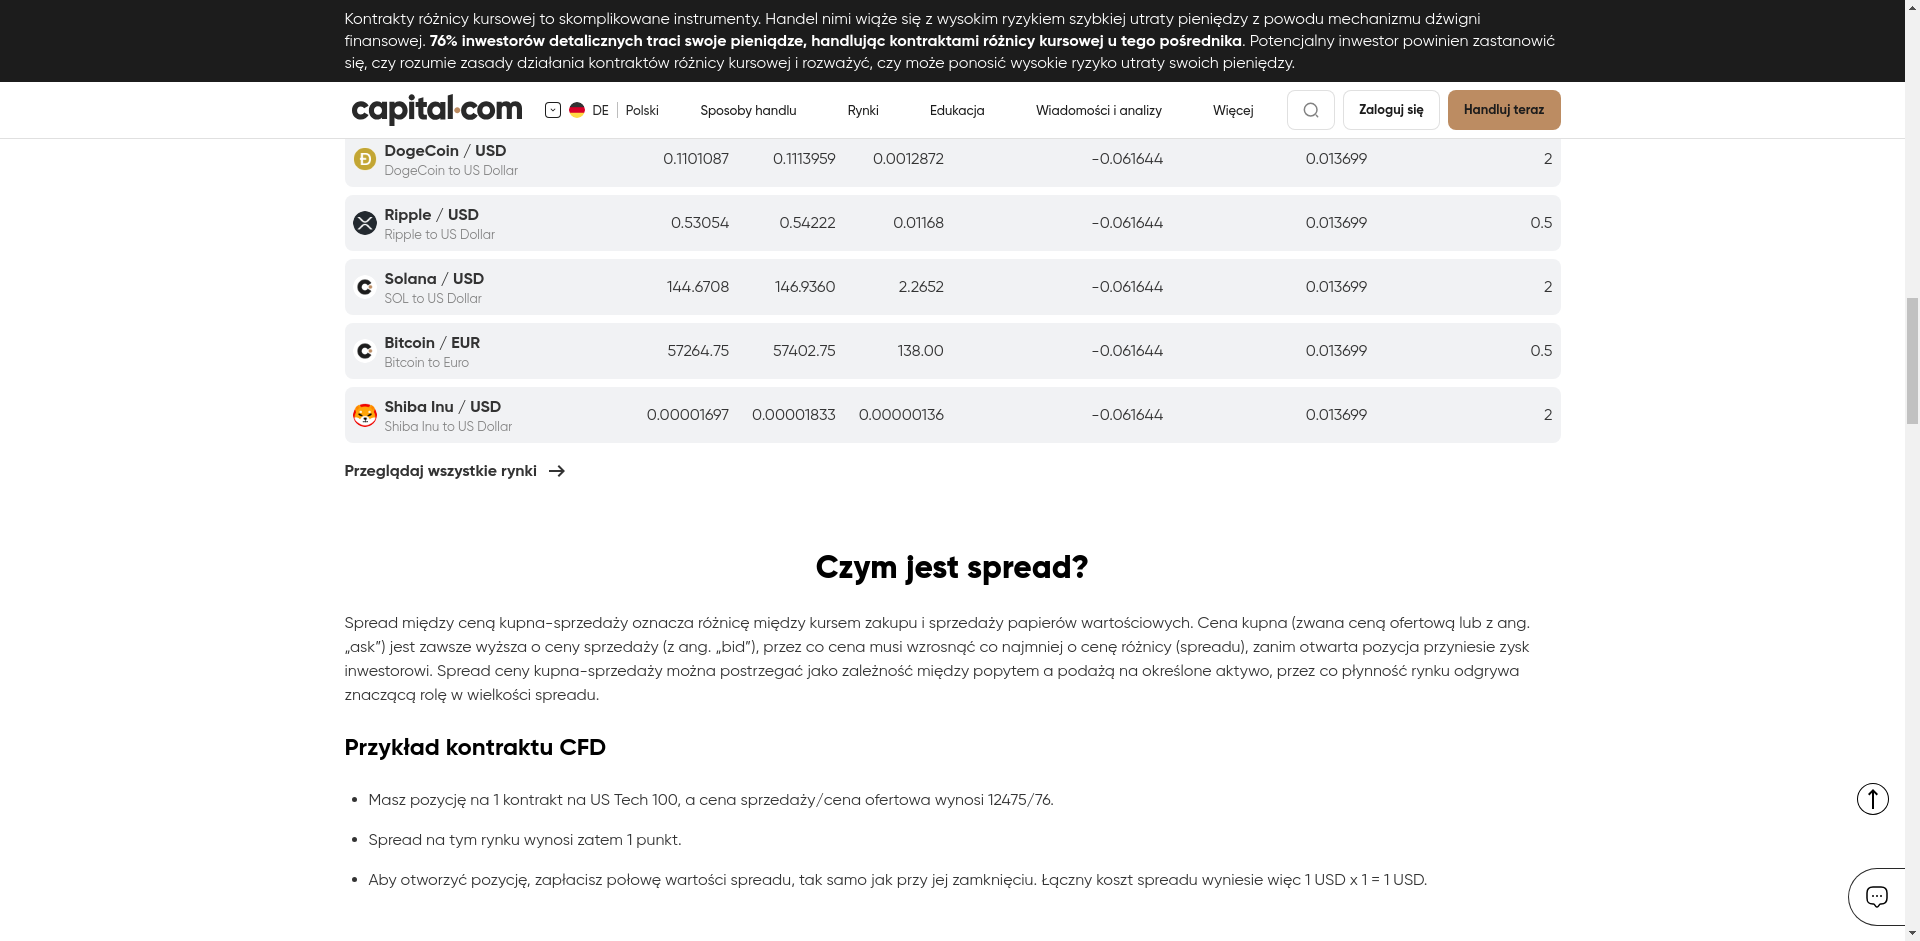 Kontrakty różnicy kursowej to skomplikowane instrumenty. Handel nimi wiąże się z wysokim ryzykiem szybkiej utraty pieniędzy z powodu mechanizmu dźwigni
finansowej. 76% inwestorów detalicznych traci swoje pieniądze, handlując kontraktami różnicy kursowej u tego pośrednika. Potencjalny inwestor powinien zastanowić
się, czy rozumie zasady działania kontraktów różnicy kursowej i rozważyć, czy może ponosić wysokie ryzyko utraty swoich pieniędzy.
capital.com DE Polski Sposoby handlu Rynki Edukacja Wiadomości i analizy Więcej Zaloguj się Handluj teraz
DogeCoin / USD 0.1101087 0.1113959 0.0012872 -0.061644 0.013699 2
DogeCoin to US Dollar
Ripple / USD 0.53054 0.54222 0.01168 -0.061644 0.013699 0.5
Ripple to US Dollar
Solana / USD 144.6708 146.9360 2.2652 -0.061644 0.013699 2
SOL to US Dollar
Bitcoin / EUR 57264.75 57402.75 138.00 -0.061644 0.013699 0.5
Bitcoin to Euro
Shiba Inu / USD 0.00001697 0.00001833 0.00000136 -0.061644 0.013699 2
Shiba Inu to US Dollar
Przeglądaj wszystkie rynki
Czym jest spread?
Spread między ceną kupna-sprzedaży oznacza różnicę między kursem zakupu i sprzedaży papierów wartościowych. Cena kupna (zwana ceną ofertową lub z ang.
„ask”) jest zawsze wyższa o ceny sprzedaży (z ang. „bid”), przez co cena musi wzrosnąć co najmniej o cenę różnicy (spreadu), zanim otwarta pozycja przyniesie zysk
inwestorowi. Spread ceny kupna-sprzedaży można postrzegać jako zależność między popytem a podażą na określone aktywo, przez co płynność rynku odgrywa
znaczącą rolę w wielkości spreadu.
Przykład kontraktu CFD
• Masz pozycję na 1 kontrakt na US Tech 100, a cena sprzedaży/cena ofertowa wynosi 12475/76.
• Spread na tym rynku wynosi zatem 1 punkt.
• Aby otworzyć pozycję, zapłacisz połowę wartości spreadu, tak samo jak przy jej zamknięciu. Łączny koszt spreadu wyniesie więc 1 USD x 1 = 1 USD.